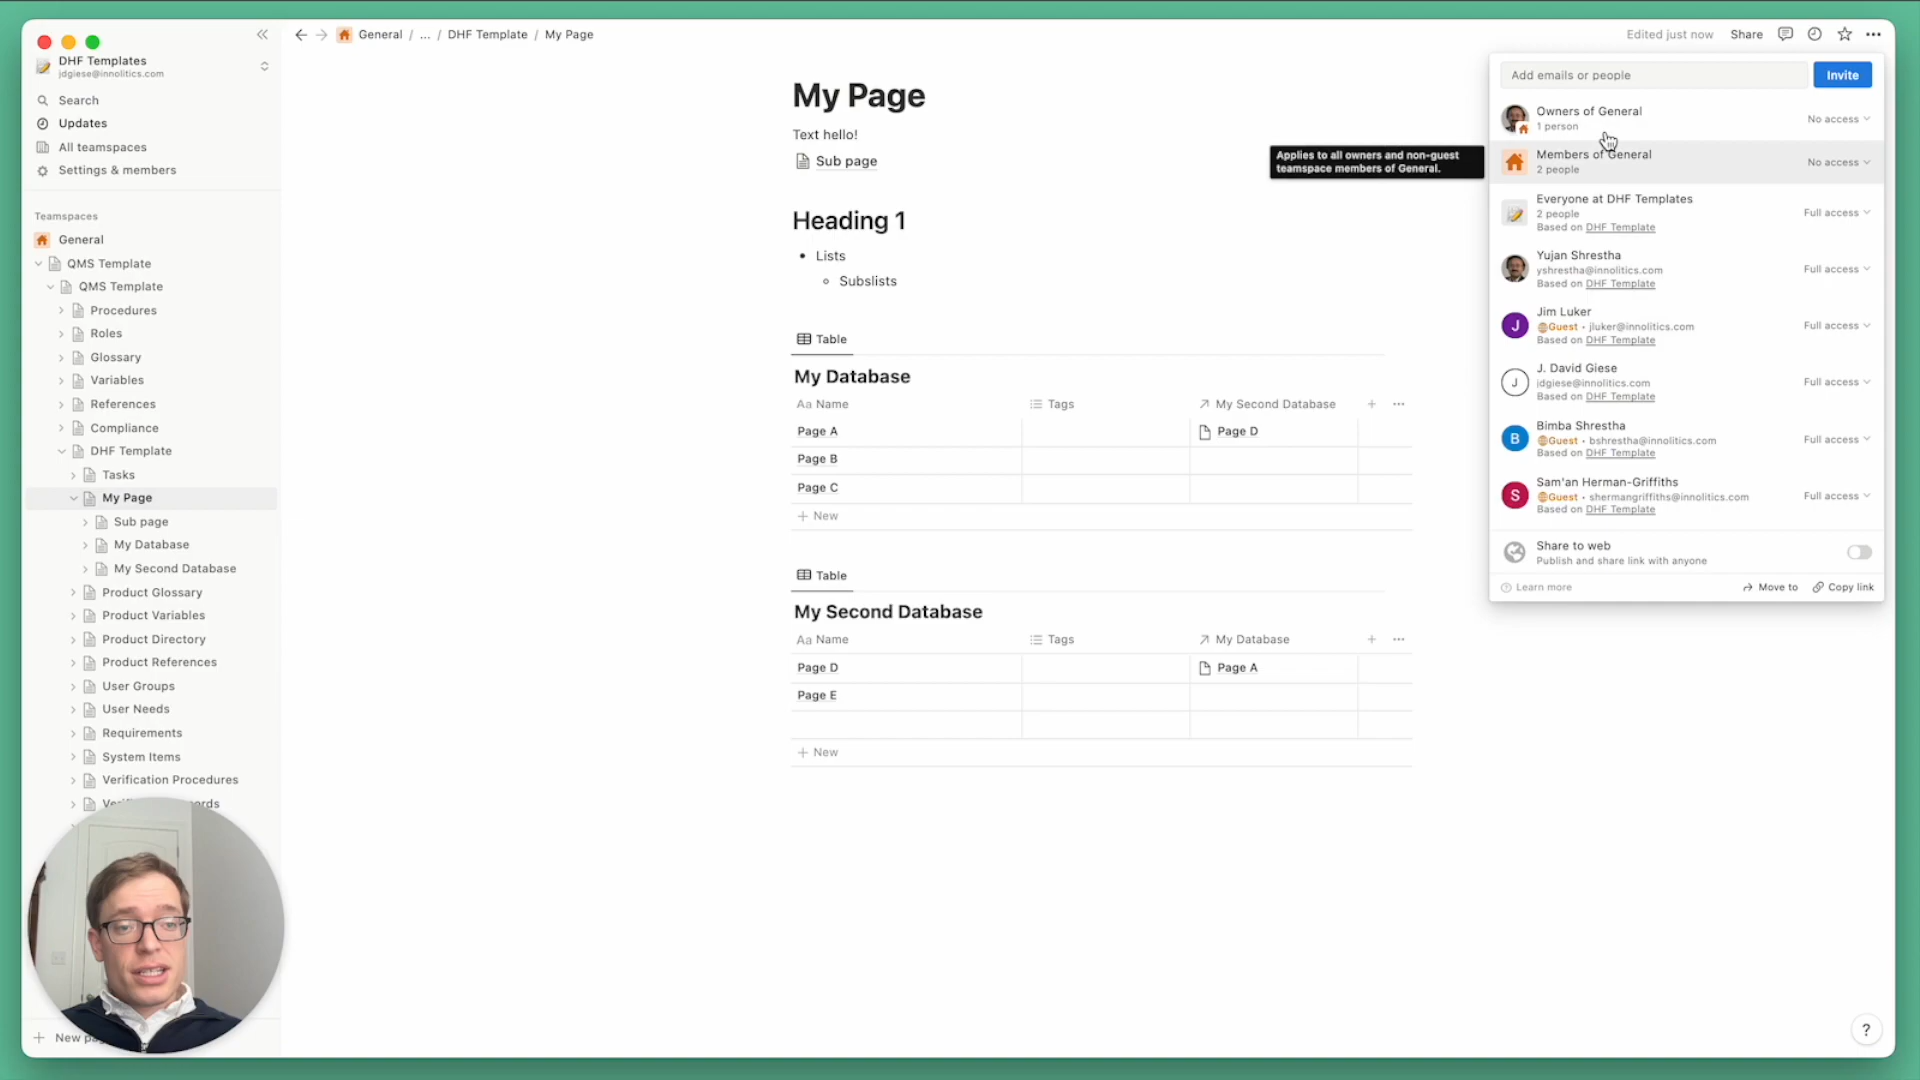 General / ... / DHF Template / My Page
Edited just now
Share
DHF Templates
jdgiese@innolitics.com
Search
Updates
All teamspaces
Settings & members
Teamspaces
General
QMS Template
QMS Template
Procedures
Roles
Glossary
Variables
References
Compliance
DHF Template
Tasks
My Page
Sub page
My Database
My Second Database
Product Glossary
Product Variables
Product Directory
Product References
User Groups
User Needs
Requirements
System Items
Verification Procedures
+ New
My Page
Text hello!
Sub page
Heading 1
• Lists
Subslists
Table
My Database
Aa Name Tags My Second Database + ...
Page A Page D
Page B
Page C
+ New
Table
My Second Database
Aa Name Tags My Database + ...
Page D Page A
Page E
+ New
Applies to all owners and non-guest
teamspace members of General.
Add emails or people
Invite
Owners of General
1 person
No access
Members of General
2 people
No access
Everyone at DHF Templates
2 people
Based on DHF Template
Full access
Yujan Shrestha
yshrestha@innolitics.com
Based on DHF Template
Full access
J
Jim Luker
Guest • jluker@innolitics.com
Based on DHF Template
Full access
J
J. David Giese
jdgiese@innolitics.com
Based on DHF Template
Full access
B
Bimba Shrestha
Guest • bshrestha@innolitics.com
Based on DHF Template
Full access
S
Sam'an Herman-Griffiths
Guest • shermangriffiths@innolitics.com
Based on DHF Template
Full access
Share to web
Publish and share link with anyone
Learn more
Move to
Copy link
?